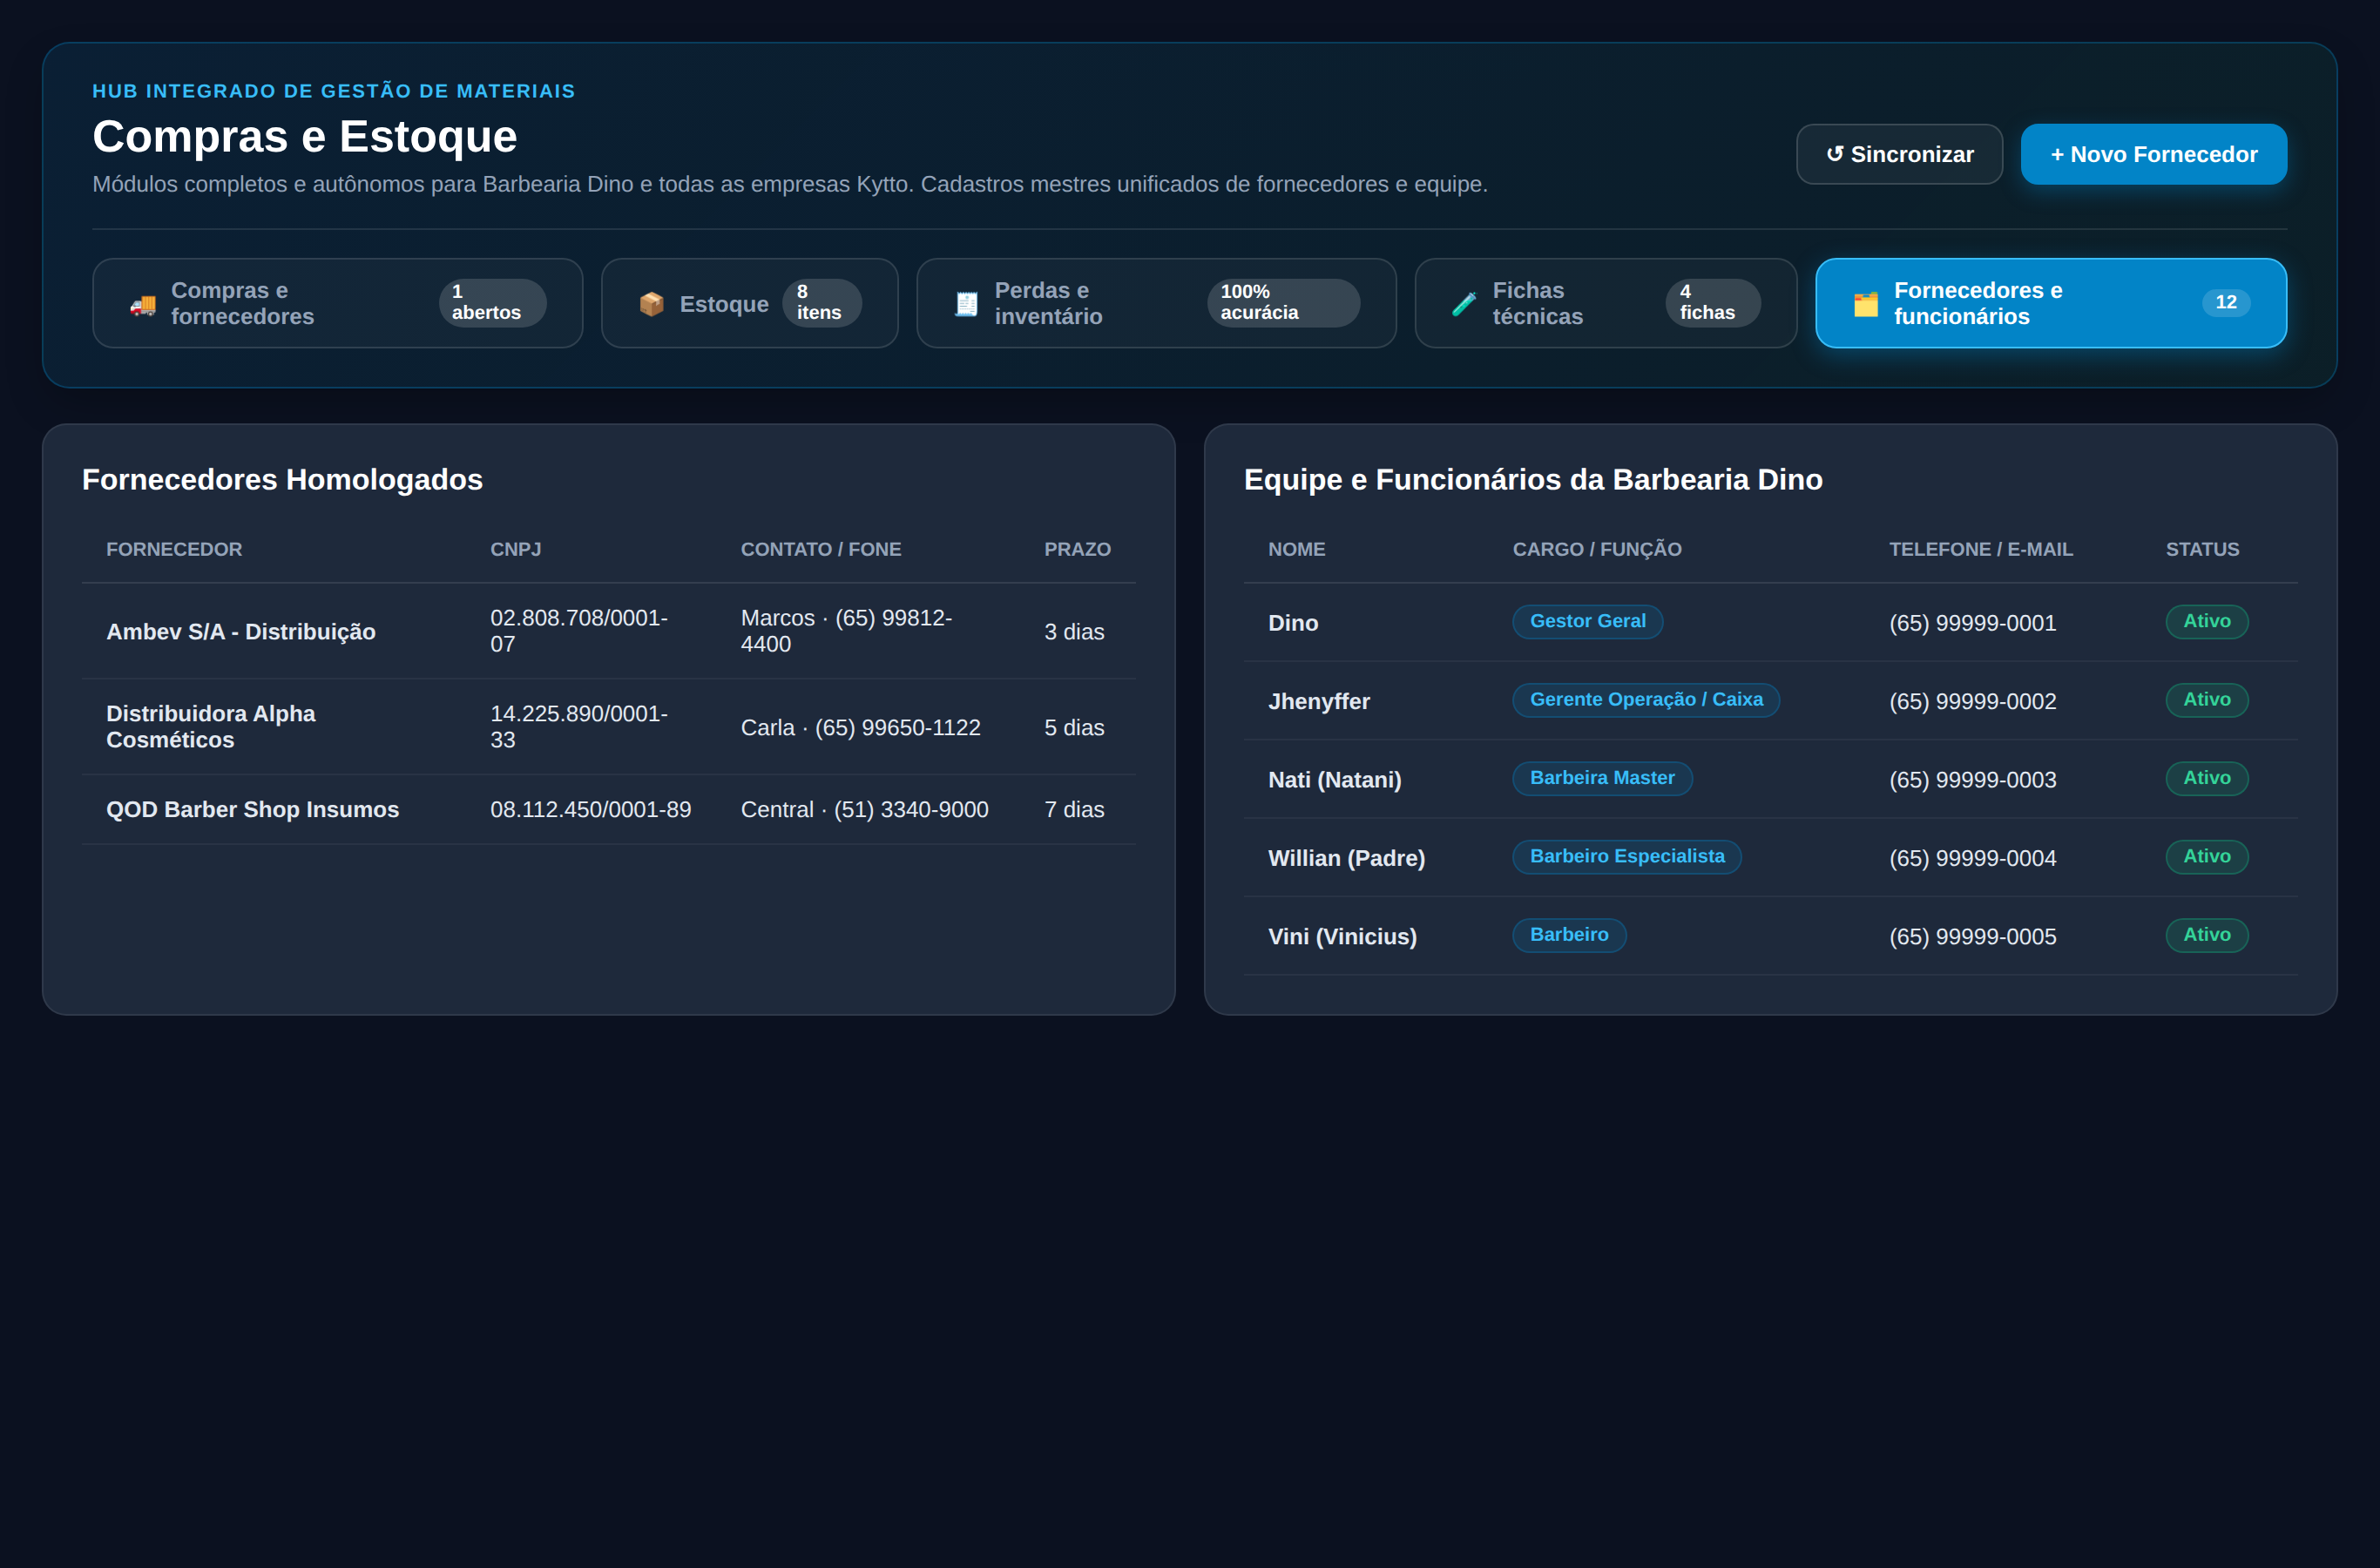 HUB INTEGRADO DE GESTÃO DE MATERIAIS
Compras e Estoque
Módulos completos e autônomos para Barbearia Dino e todas as empresas Kytto. Cadastros mestres unificados de fornecedores e equipe.
↺ Sincronizar
+ Novo Fornecedor
Compras e
fornecedores
1
abertos
Estoque
8
itens
Perdas e
inventário
100%
acurácia
Fichas
técnicas
4
fichas
Fornecedores e
funcionários
12
Fornecedores Homologados
FORNECEDOR CNPJ CONTATO / FONE PRAZO
Ambev S/A - Distribuição
02.808.708/0001-
07
Marcos · (65) 99812-
4400
3 dias
Distribuidora Alpha
Cosméticos
14.225.890/0001-
33
Carla · (65) 99650-1122
5 dias
QOD Barber Shop Insumos 08.112.450/0001-89 Central · (51) 3340-9000 7 dias
Equipe e Funcionários da Barbearia Dino
NOME CARGO / FUNÇÃO TELEFONE / E-MAIL STATUS
Dino Gestor Geral (65) 99999-0001 Ativo
Jhenyffer Gerente Operação / Caixa (65) 99999-0002 Ativo
Nati (Natani) Barbeira Master (65) 99999-0003 Ativo
Willian (Padre) Barbeiro Especialista (65) 99999-0004 Ativo
Vini (Vinicius) Barbeiro (65) 99999-0005 Ativo